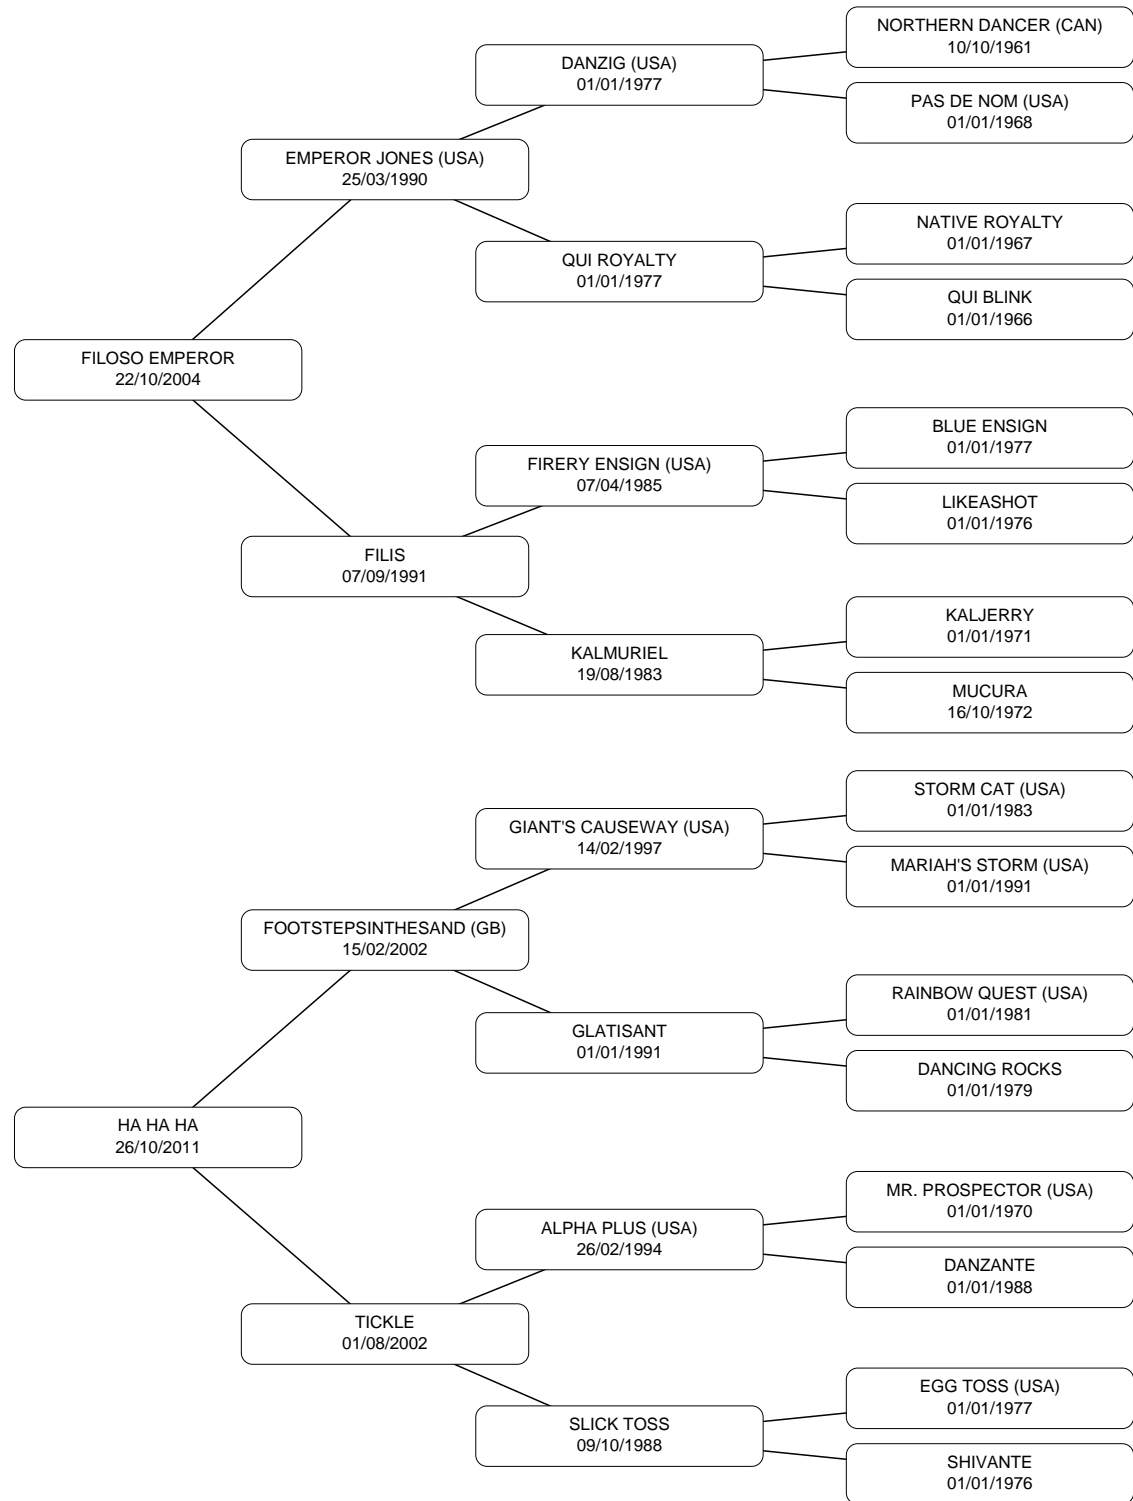 NORTHERN DANCER (CAN)
10/10/1961
DANZIG (USA)
01/01/1977
PAS DE NOM (USA)
01/01/1968
EMPEROR JONES (USA)
25/03/1990
NATIVE ROYALTY
01/01/1967
QUI ROYALTY
01/01/1977
QUI BLINK
01/01/1966
FILOSO EMPEROR
22/10/2004
BLUE ENSIGN
01/01/1977
FIRERY ENSIGN (USA)
07/04/1985
LIKEASHOT
01/01/1976
FILIS
07/09/1991
KALJERRY
01/01/1971
KALMURIEL
19/08/1983
MUCURA
16/10/1972
STORM CAT (USA)
01/01/1983
GIANT'S CAUSEWAY (USA)
14/02/1997
MARIAH'S STORM (USA)
01/01/1991
FOOTSTEPSINTHESAND (GB)
15/02/2002
RAINBOW QUEST (USA)
01/01/1981
GLATISANT
01/01/1991
DANCING ROCKS
01/01/1979
HA HA HA
26/10/2011
MR. PROSPECTOR (USA)
01/01/1970
ALPHA PLUS (USA)
26/02/1994
DANZANTE
01/01/1988
TICKLE
01/08/2002
EGG TOSS (USA)
01/01/1977
SLICK TOSS
09/10/1988
SHIVANTE
01/01/1976